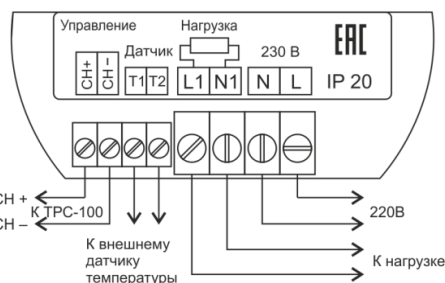 Управление
Нагрузка
Датчик
230 В
EAC
CH+
CH–
T1 T2
L1 N1
N L
IP 20
CH +
К ТРС-100
CH –
220В
К внешнему
датчику
температуры
К нагрузке